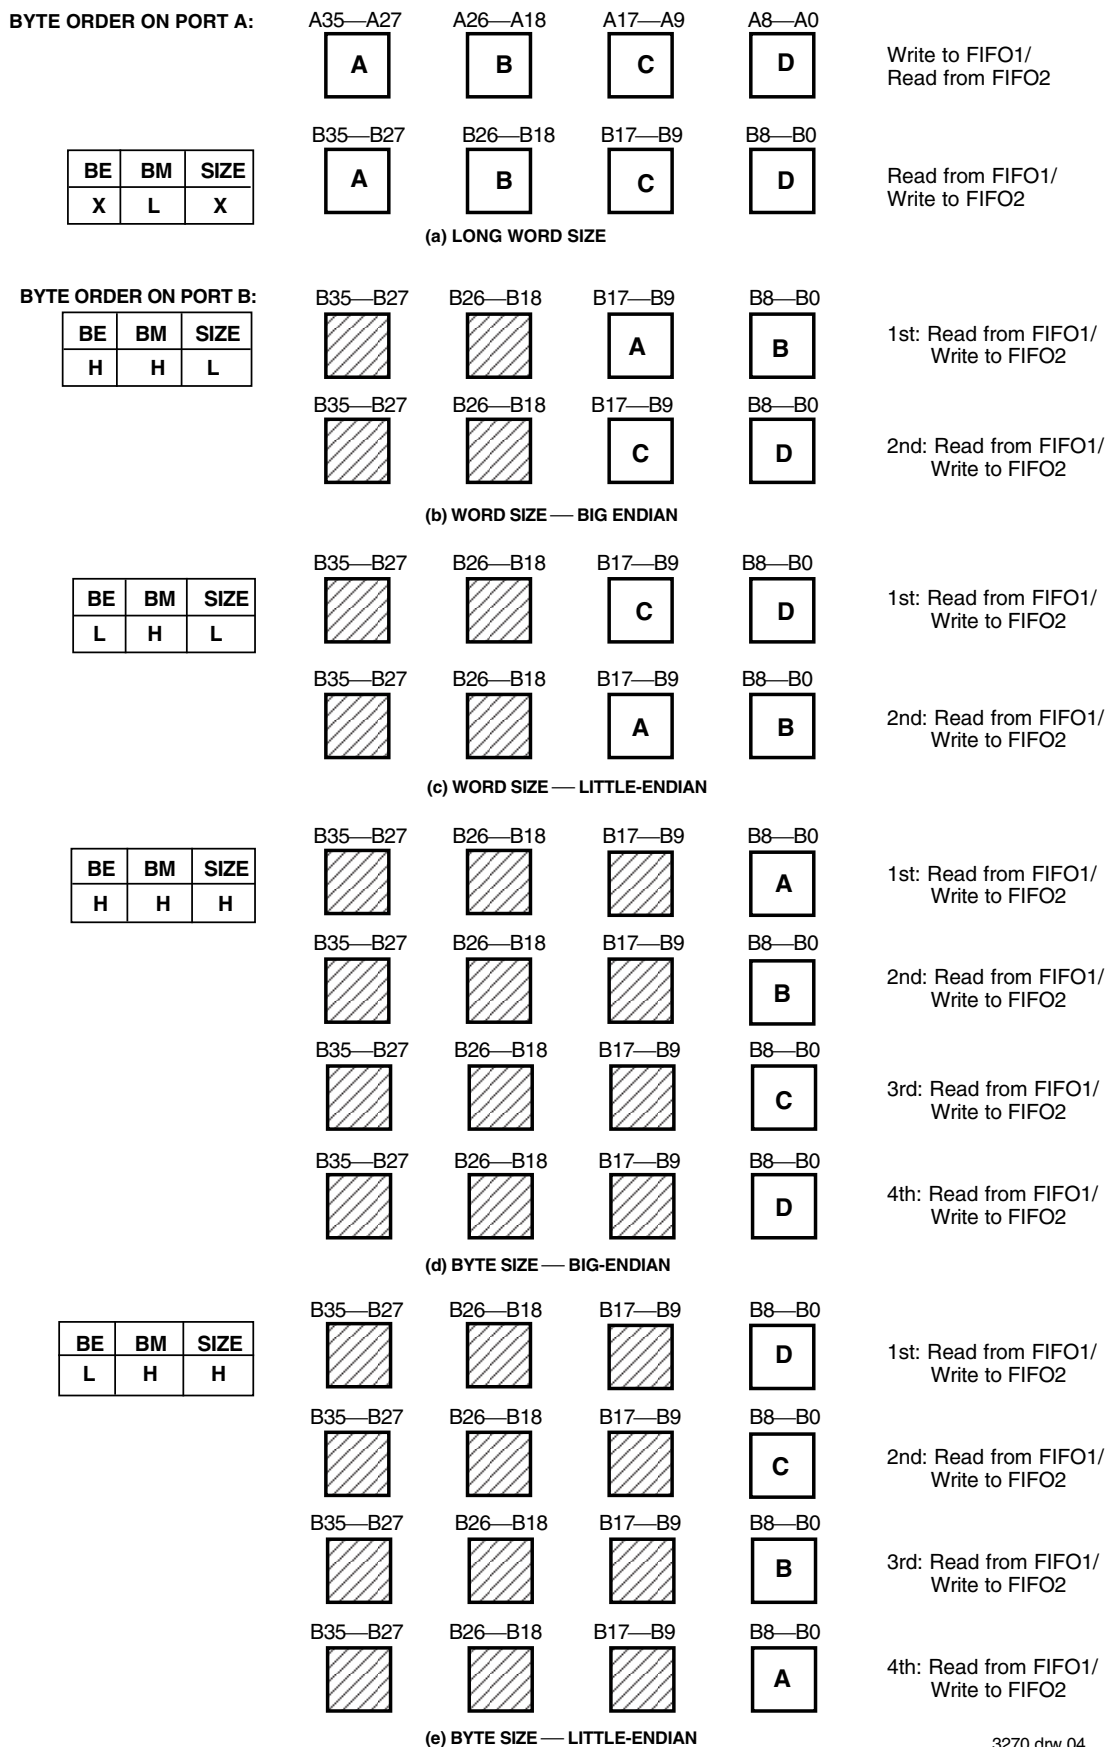 BYTE ORDER ON PORT A: A35—A27 A26—A18 A17—A9 A8—A0
A B C D
Write to FIFO1/
Read from FIFO2
B35—B27 B26—B18 B17—B9 B8—B0
BE BM SIZE
X L X
A B C D
Read from FIFO1/
Write to FIFO2
(a) LONG WORD SIZE
BYTE ORDER ON PORT B: B35—B27 B26—B18 B17—B9 B8—B0
BE BM SIZE
H H L
A B
1st: Read from FIFO1/
Write to FIFO2
B35—B27 B26—B18 B17—B9 B8—B0
C D
2nd: Read from FIFO1/
Write to FIFO2
(b) WORD SIZE — BIG ENDIAN
B35—B27 B26—B18 B17—B9 B8—B0
BE BM SIZE
L H L
C D
1st: Read from FIFO1/
Write to FIFO2
B35—B27 B26—B18 B17—B9 B8—B0
A B
2nd: Read from FIFO1/
Write to FIFO2
(c) WORD SIZE — LITTLE-ENDIAN
B35—B27 B26—B18 B17—B9 B8—B0
BE BM SIZE
H H H
A
1st: Read from FIFO1/
Write to FIFO2
B35—B27 B26—B18 B17—B9 B8—B0
B
2nd: Read from FIFO1/
Write to FIFO2
B35—B27 B26—B18 B17—B9 B8—B0
C
3rd: Read from FIFO1/
Write to FIFO2
B35—B27 B26—B18 B17—B9 B8—B0
D
4th: Read from FIFO1/
Write to FIFO2
(d) BYTE SIZE — BIG-ENDIAN
B35—B27 B26—B18 B17—B9 B8—B0
BE BM SIZE
L H H
D
1st: Read from FIFO1/
Write to FIFO2
B35—B27 B26—B18 B17—B9 B8—B0
C
2nd: Read from FIFO1/
Write to FIFO2
B35—B27 B26—B18 B17—B9 B8—B0
B
3rd: Read from FIFO1/
Write to FIFO2
B35—B27 B26—B18 B17—B9 B8—B0
A
4th: Read from FIFO1/
Write to FIFO2
(e) BYTE SIZE — LITTLE-ENDIAN
3270 drw 04